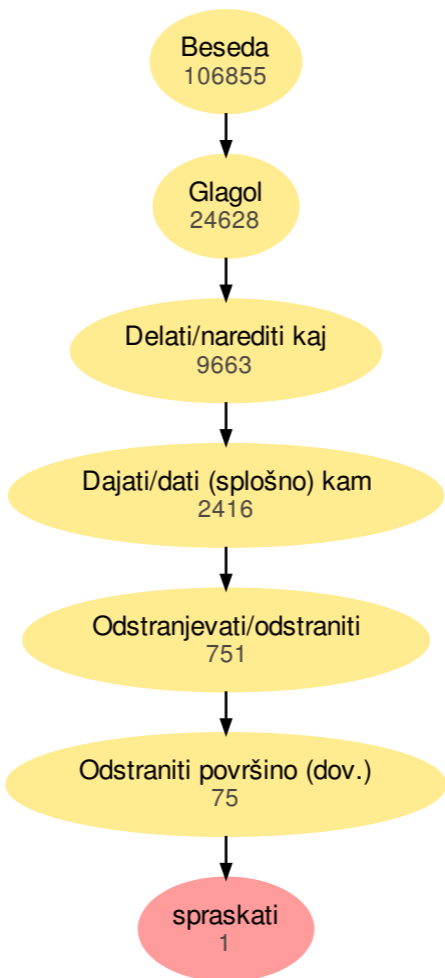 Beseda
106855
Glagol
24628
Delati/narediti kaj
9663
Dajati/dati (splošno) kam
2416
Odstranjevati/odstraniti
751
Odstraniti površino (dov.)
75
spraskati
1